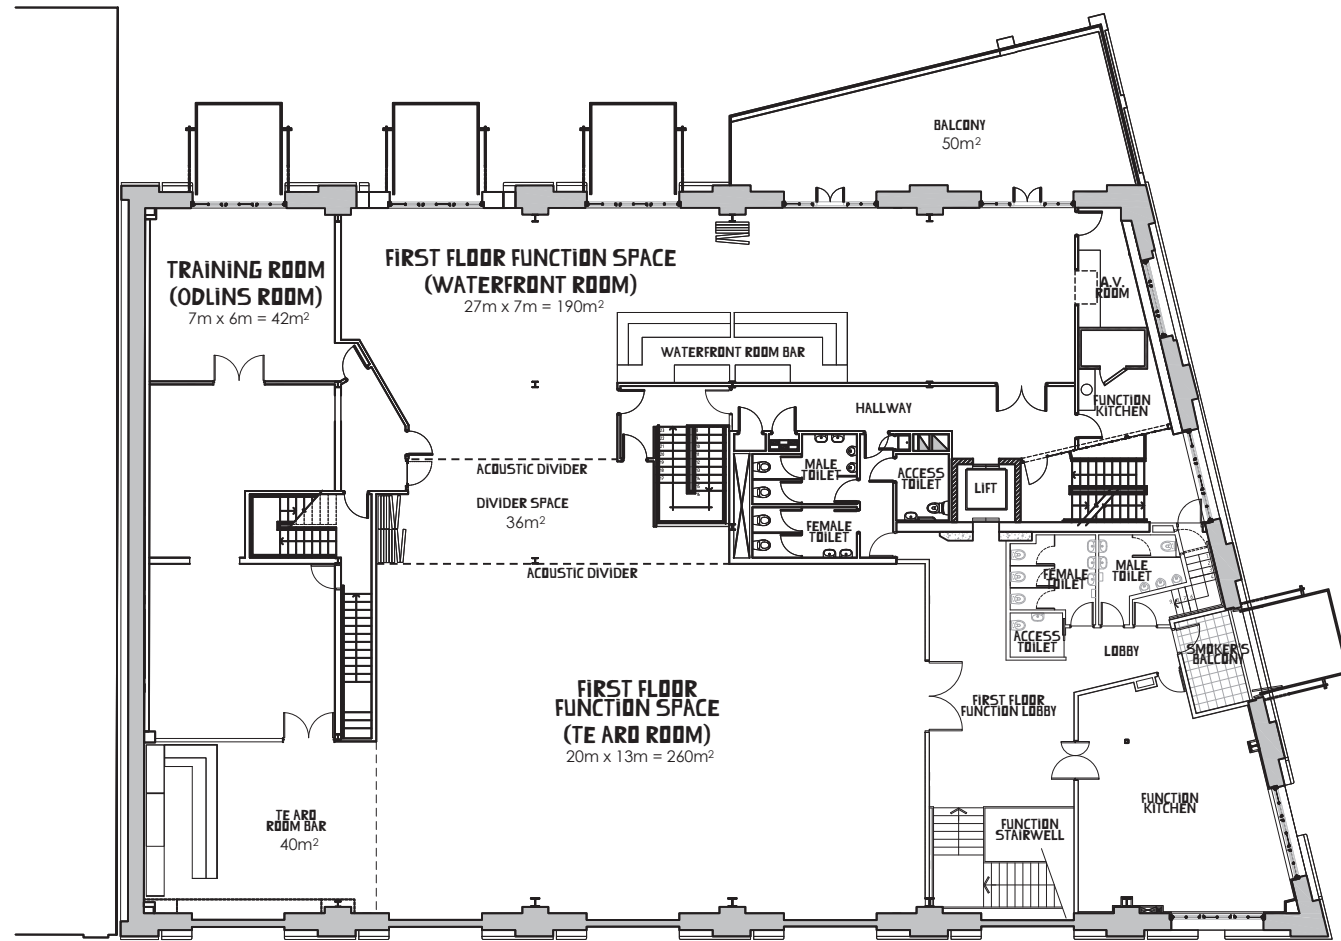 BALCONY
50m²
TRAINING ROOM
(ODLINS ROOM)
7m x 6m = 42m²
FIRST FLOOR FUNCTION SPACE
(WATERFRONT ROOM)
27m x 7m = 190m²
A.V.
ROOM
WATERFRONT ROOM BAR
HALLWAY
FUNCTION
KITCHEN
ACOUSTIC DIVIDER
DIVIDER SPACE
36m²
ACOUSTIC DIVIDER
MALE
TOILET
ACCESS
TOILET
LIFT
FEMALE
TOILET
FEMALE
TOILET
MALE
TOILET
ACCESS
TOILET
LOBBY
SMOKER'S
BALCONY
FIRST FLOOR
FUNCTION SPACE
(TE ARO ROOM)
20m x 13m = 260m²
FIRST FLOOR
FUNCTION LOBBY
TE ARO
ROOM BAR
40m²
FUNCTION
STAIRWELL
FUNCTION
KITCHEN